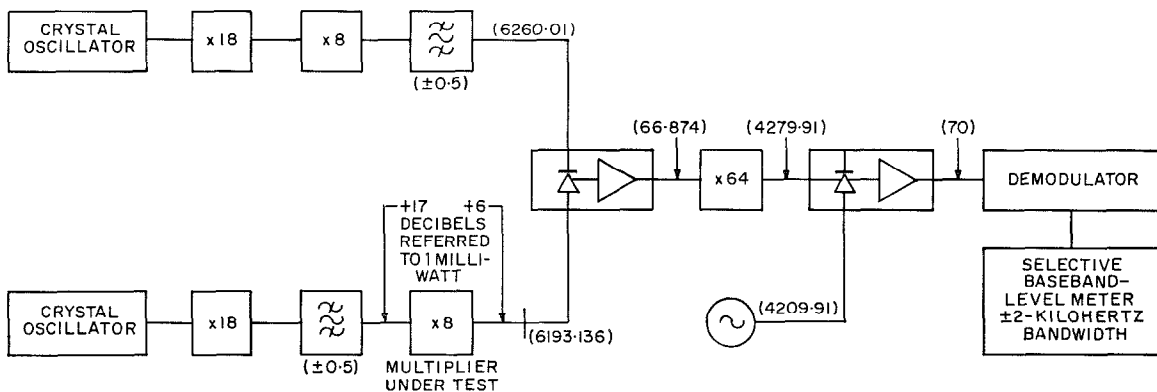 CRYSTAL
OSCILLATOR
x18
x8
(±0·5)
(6260·01)
(66·874)
(4279·91)
(70)
x64
DEMODULATOR
+17 +6
DECIBELS
REFERRED
TO 1 MILLI-
WATT
CRYSTAL
OSCILLATOR
x18
(±0·5)
x8
MULTIPLIER
UNDER TEST
(6193·136)
(4209·91)
SELECTIVE
BASEBAND-
LEVEL METER
±2-KILOHERTZ
BANDWIDTH